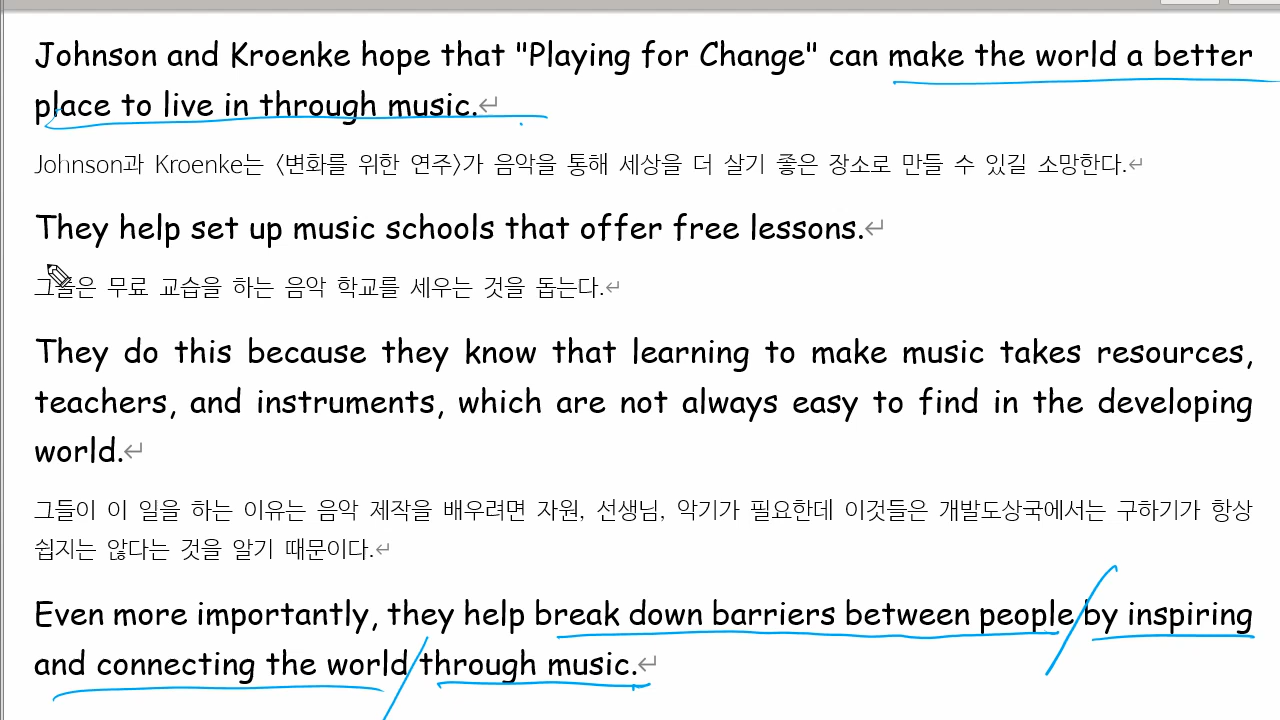 Johnson and Kroenke hope that "Playing for Change" can make the world a better
place to live in through music.
Johnson과 Kroenke는 〈변화를 위한 연주〉가 음악을 통해 세상을 더 살기 좋은 장소로 만들 수 있길 소망한다.
They help set up music schools that offer free lessons.
그들은 무료 교습을 하는 음악 학교를 세우는 것을 돕는다.
They do this because they know that learning to make music takes resources,
teachers, and instruments, which are not always easy to find in the developing
world.
그들이 이 일을 하는 이유는 음악 제작을 배우려면 자원, 선생님, 악기가 필요한데 이것들은 개발도상국에서는 구하기가 항상
쉽지는 않다는 것을 알기 때문이다.
Even more importantly, they help break down barriers between people by inspiring
and connecting the world through music.